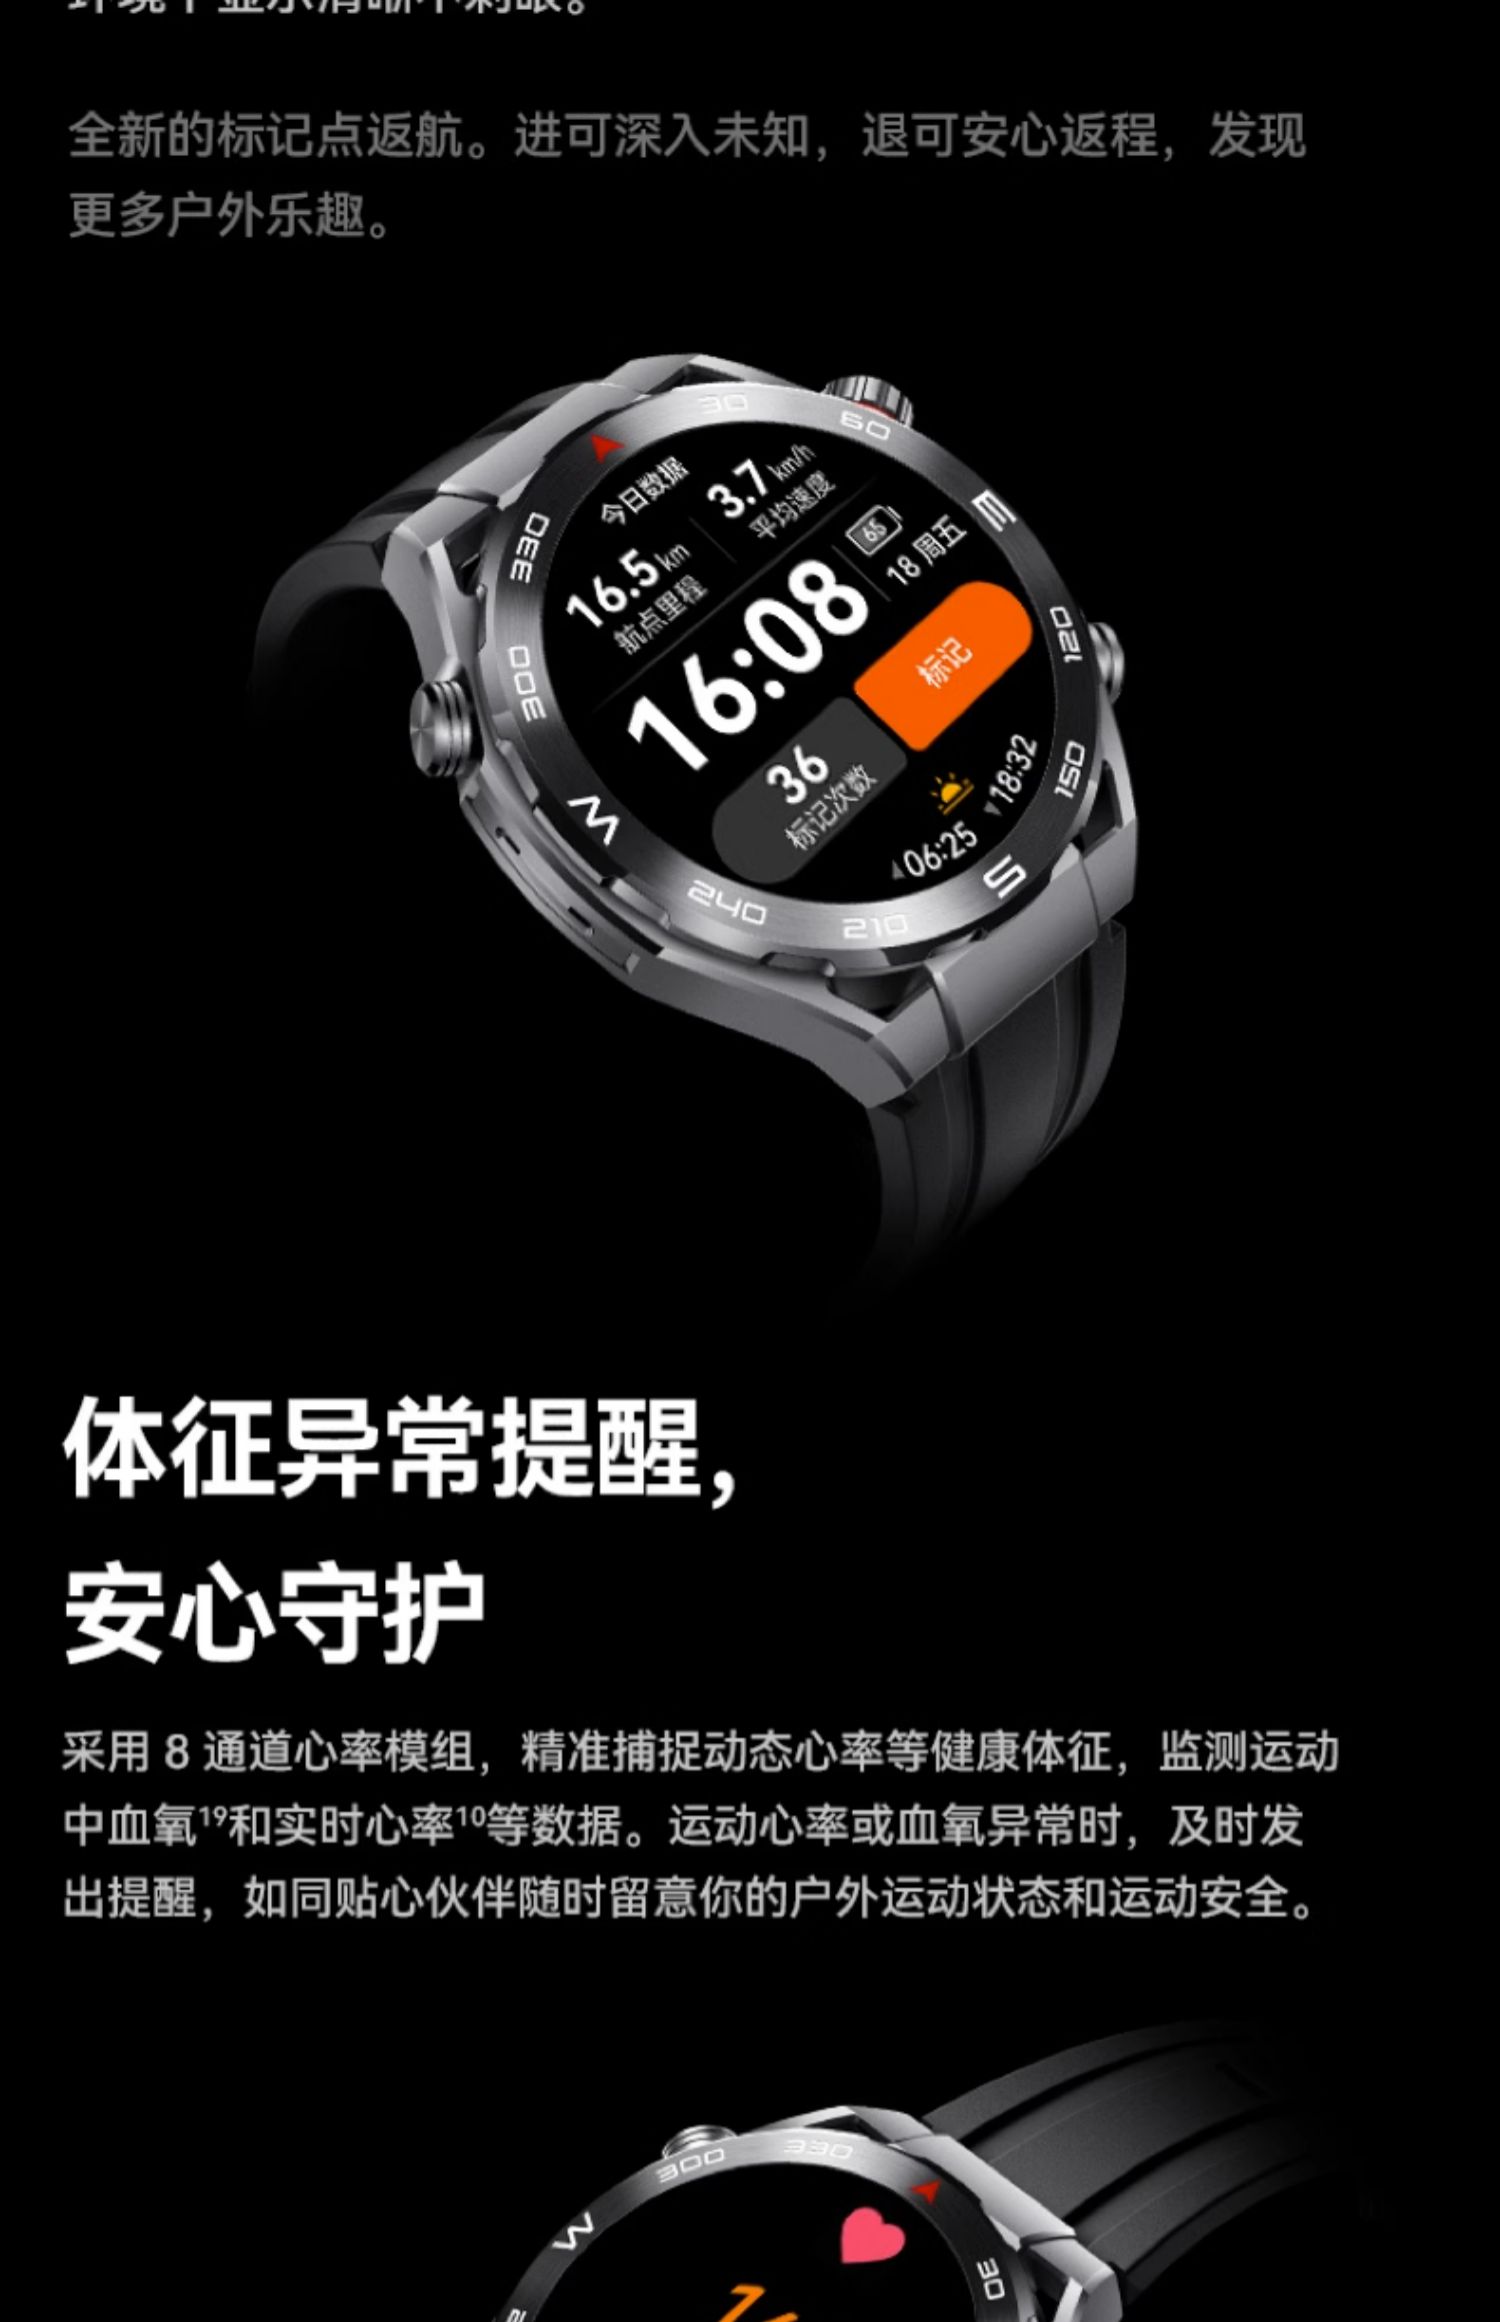 全新的标记点返航。进可深入未知，退可安心返程，发现
更多户外乐趣。
30
60
E
120
150
S
210
240
W
300
330
今日数据
3.7 km/h
平均速度
16.5 km
航点里程
65
18 周五
16:08
标记
36
标记次数
06:25
18:32
体征异常提醒，
安心守护
采用 8 通道心率模组，精准捕捉动态心率等健康体征，监测运动
中血氧¹⁹和实时心率¹⁰等数据。运动心率或血氧异常时，及时发
出提醒，如同贴心伙伴随时留意你的户外运动状态和运动安全。
300
330
W
30